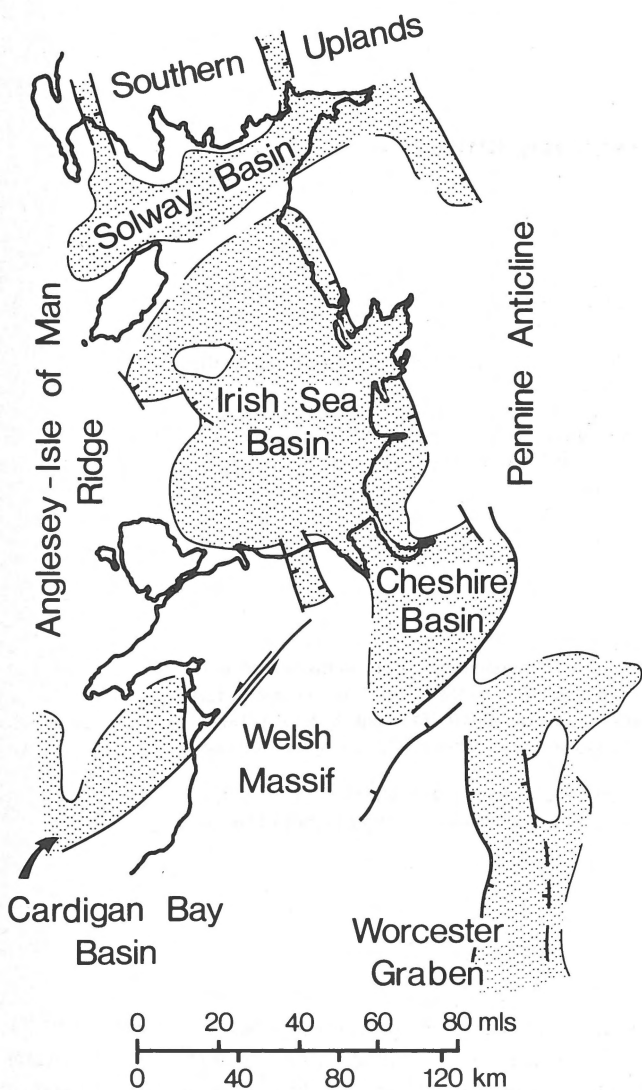 Southern Uplands
Solway Basin
Anglesey-Isle of Man
Ridge
Pennine Anticline
Irish Sea
Basin
Cheshire
Basin
Welsh
Massif
Cardigan Bay
Basin
Worcester
Graben
0 20 40 60 80 mls
0 40 80 120 km